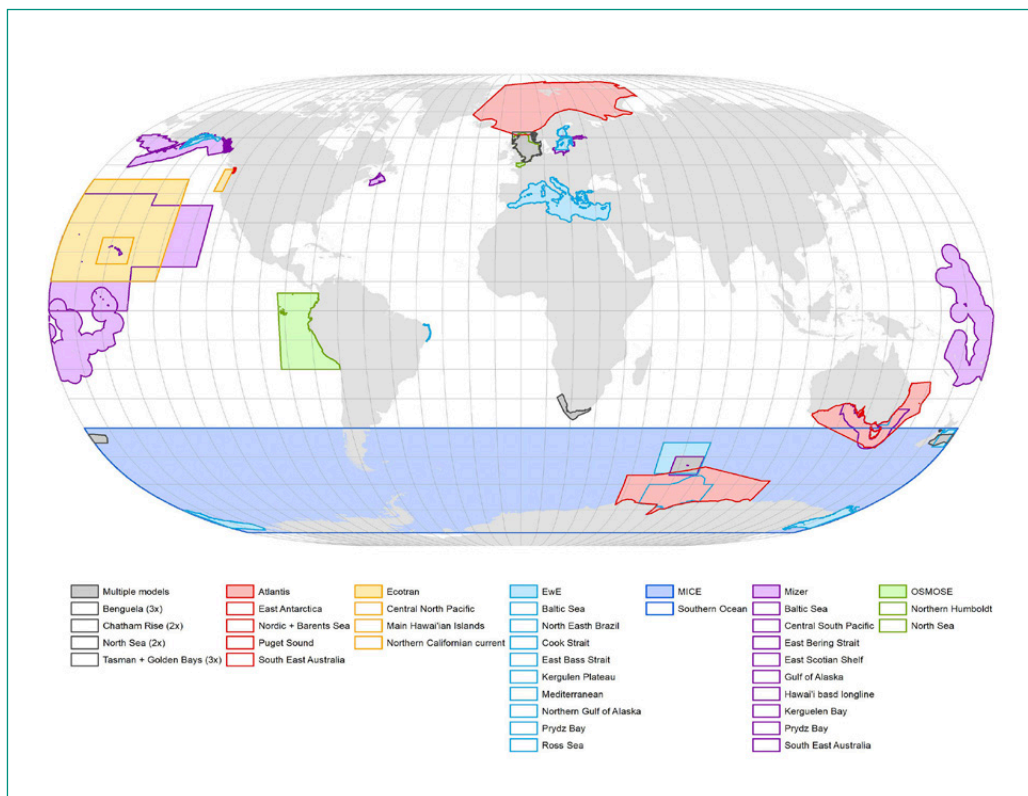 Multiple models
Benguela (3x)
Chatham Rise (2x)
North Sea (2x)
Tasman + Golden Bays (3x)
Atlantis
East Antarctica
Nordic + Barents Sea
Puget Sound
South East Australia
Ecotran
Central North Pacific
Main Hawai'ian Islands
Northern Californian current
EwE
Baltic Sea
North Easth Brazil
Cook Strait
East Bass Strait
Kergulen Plateau
Mediterranean
Northern Gulf of Alaska
Prydz Bay
Ross Sea
MICE
Southern Ocean
Mizer
Baltic Sea
Central South Pacific
East Bering Strait
East Scotian Shelf
Gulf of Alaska
Hawai'i basd longline
Kerguelen Bay
Prydz Bay
South East Australia
OSMOSE
Northern Humboldt
North Sea